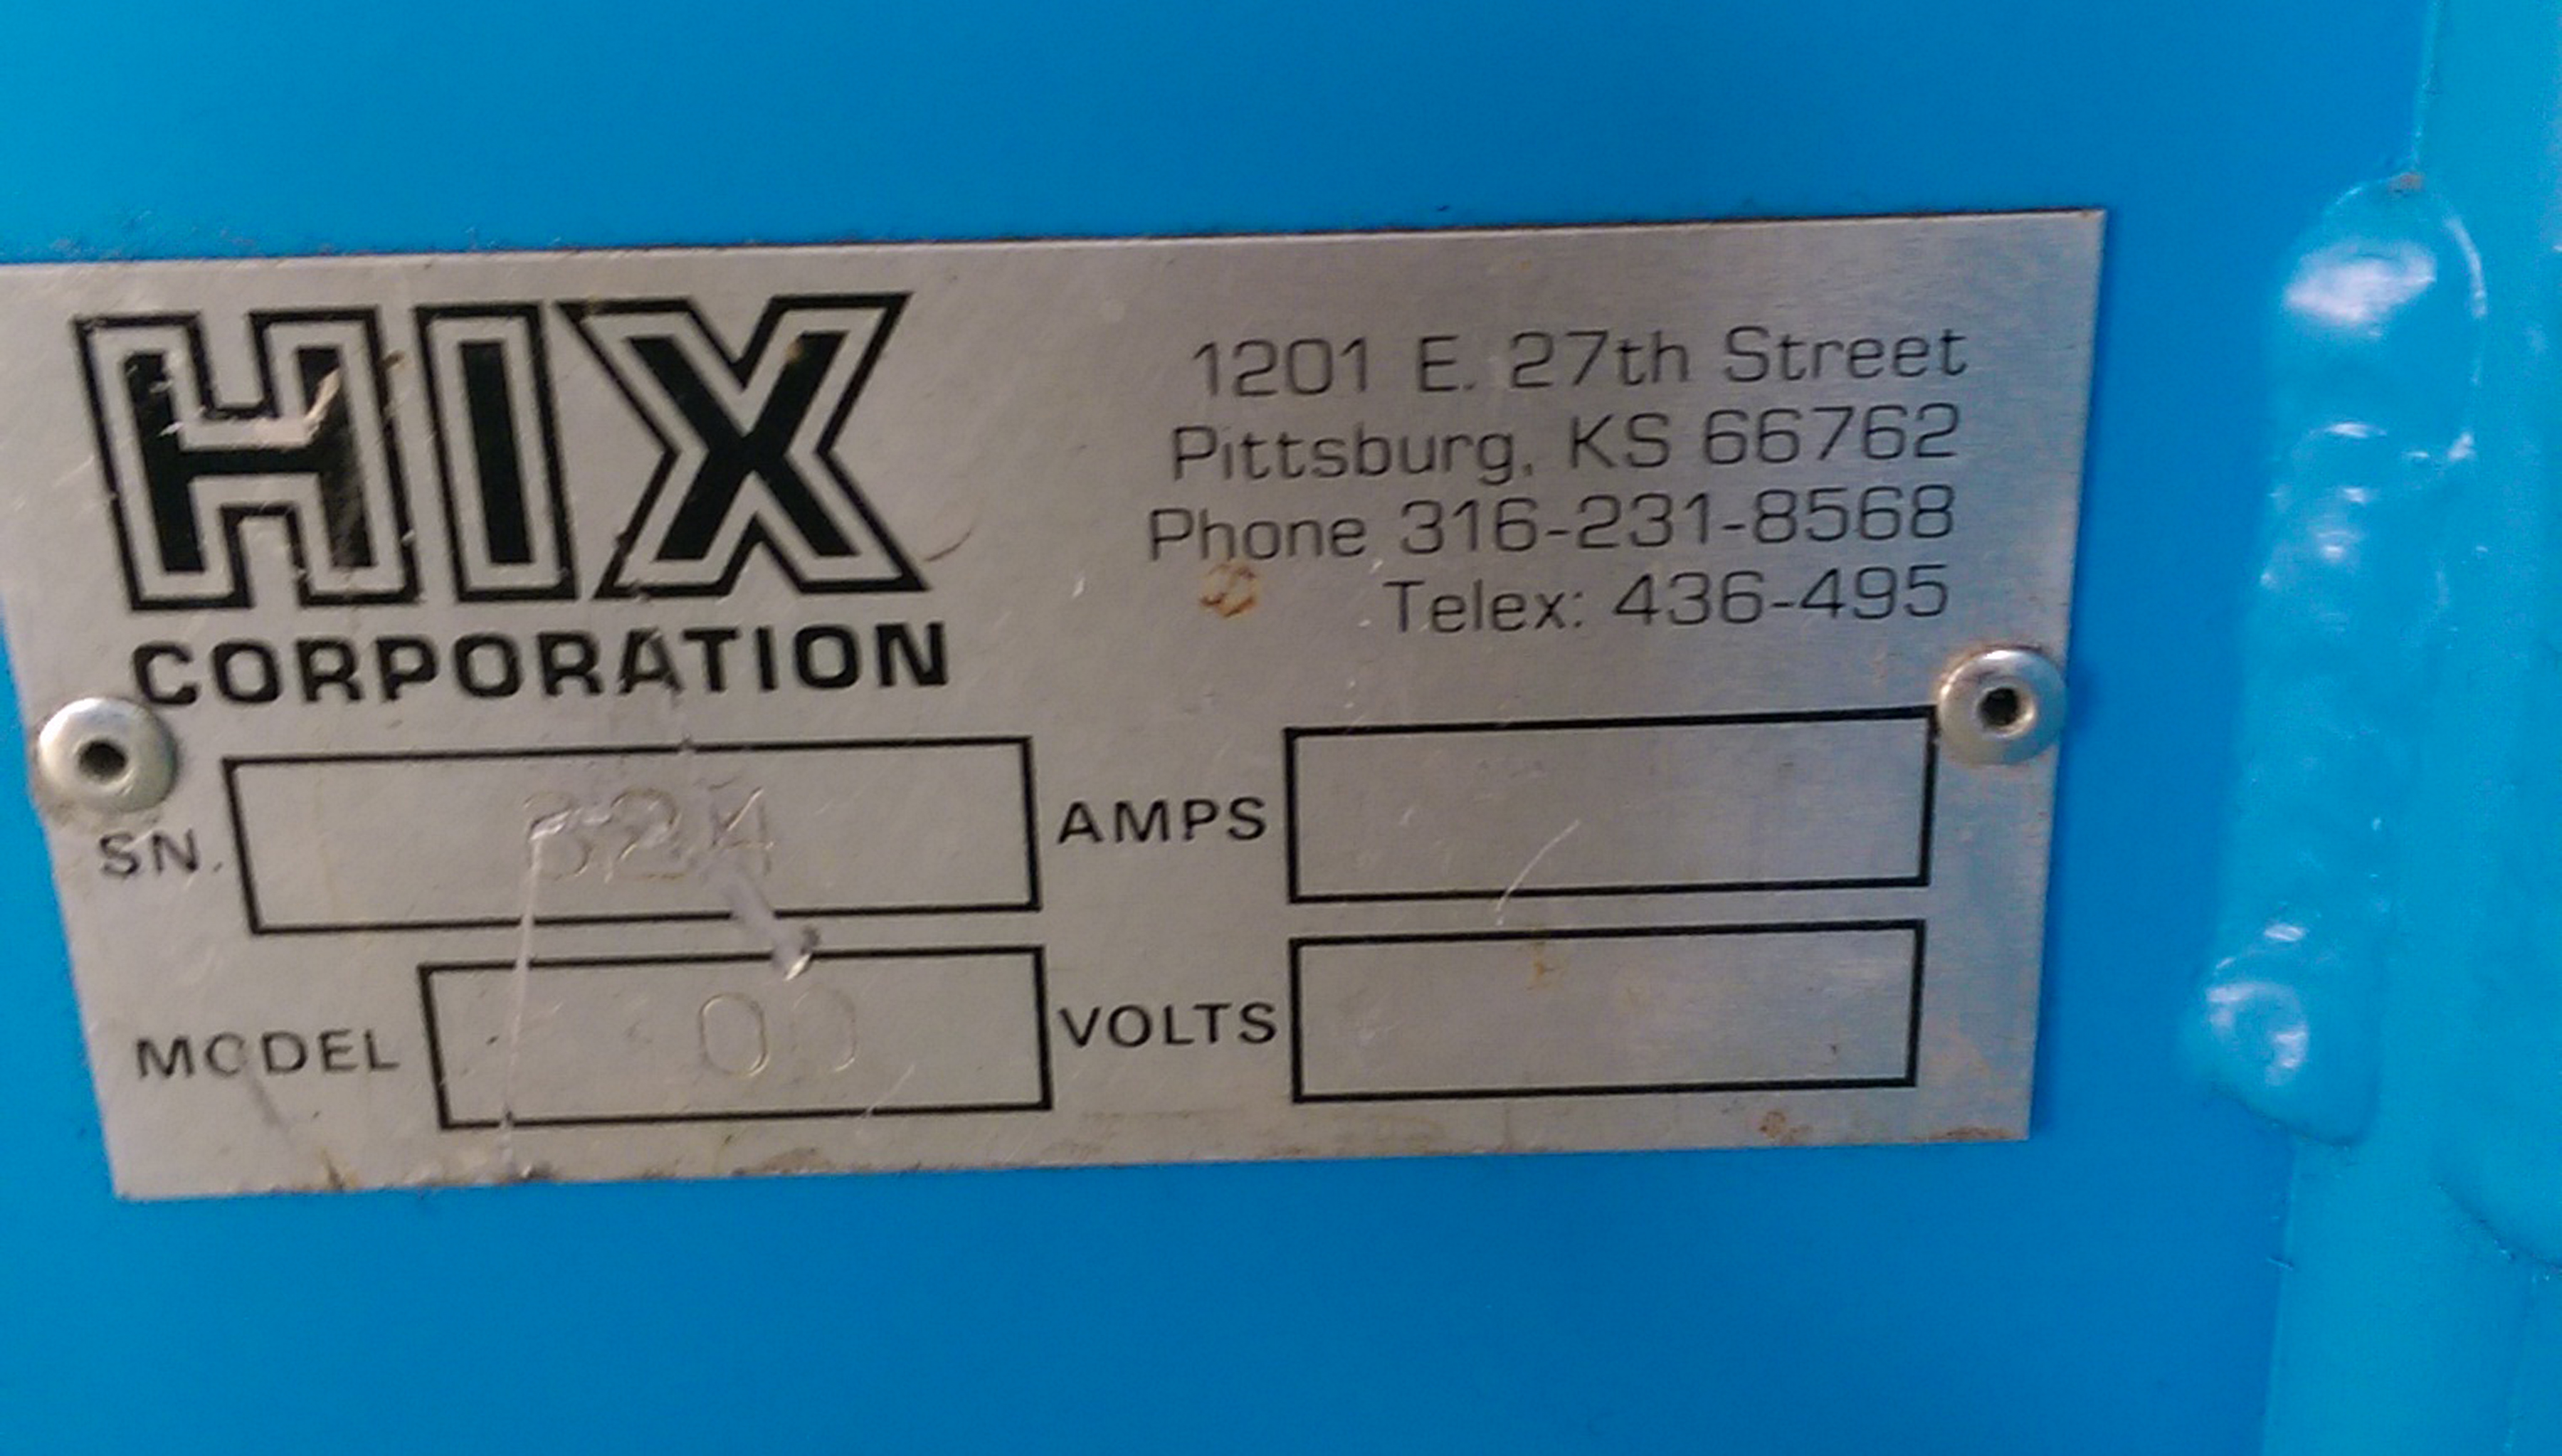 HIX
CORPORATION
1201 E. 27th Street
Pittsburg, KS 66762
Phone 316-231-8568
Telex: 436-495
SN. 324
AMPS
MODEL
VOLTS